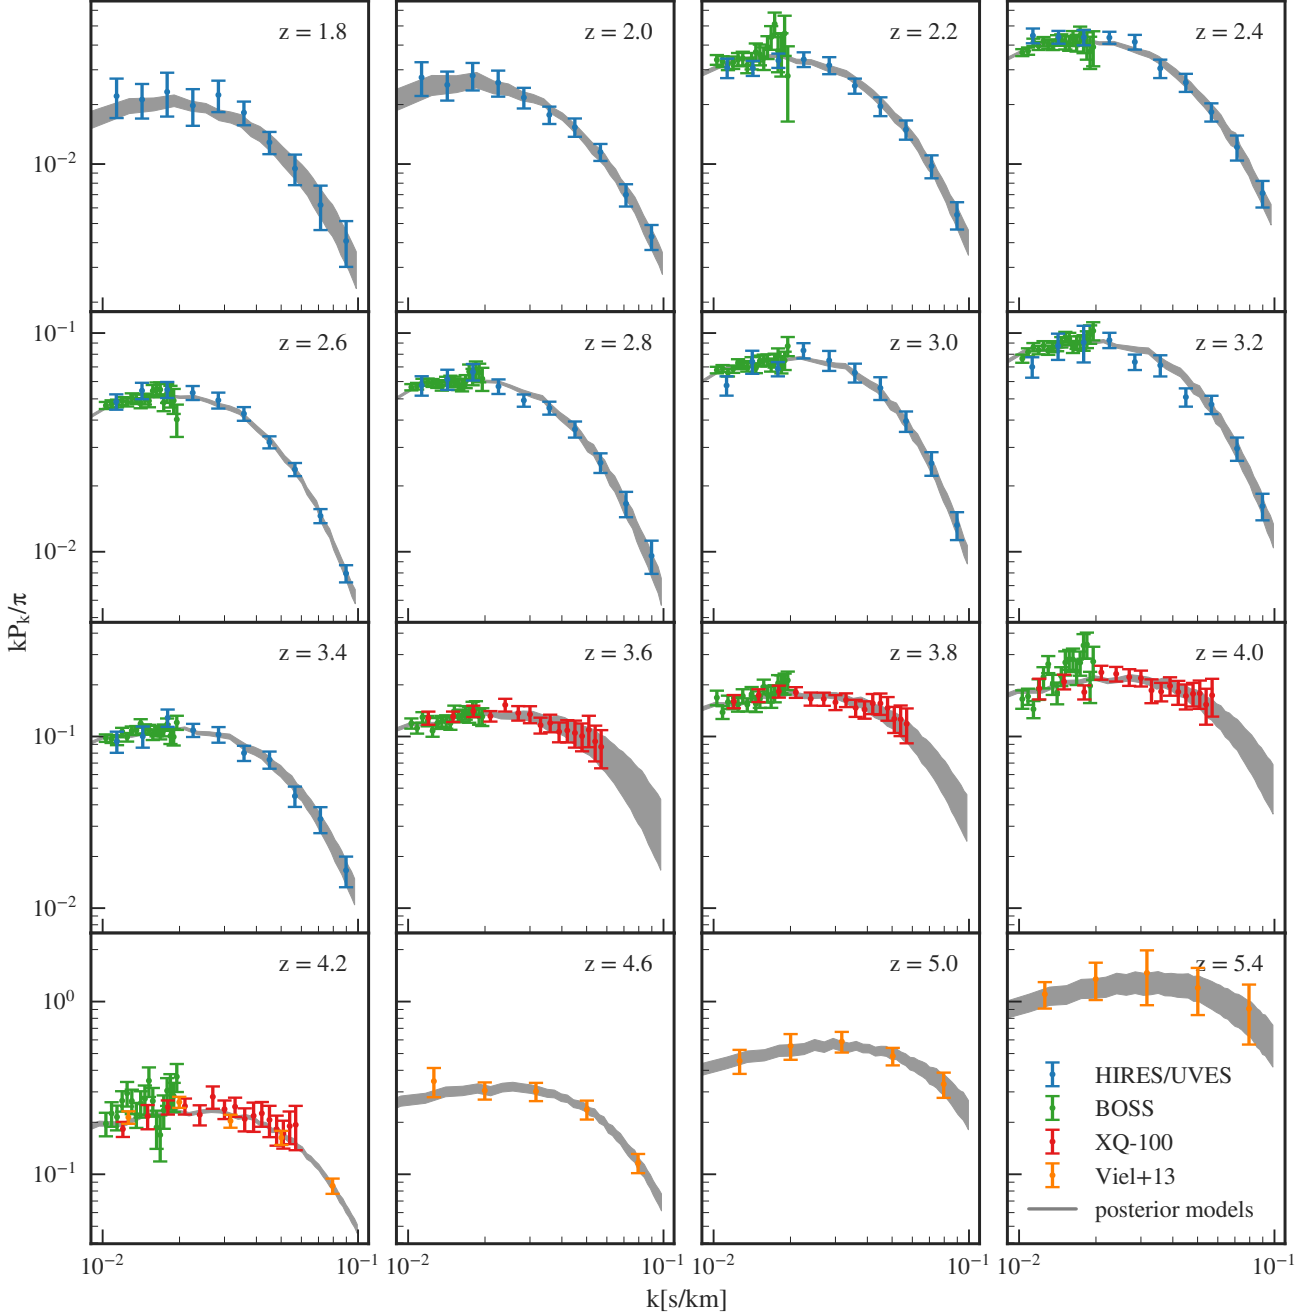 z = 1.8
z = 2.0
z = 2.2
z = 2.4
10⁻²
z = 2.6
z = 2.8
z = 3.0
z = 3.2
10⁻¹
10⁻²
kPₖ/π
z = 3.4
z = 3.6
z = 3.8
z = 4.0
10⁻¹
10⁻²
z = 4.2
z = 4.6
z = 5.0
z = 5.4
10⁰
10⁻¹
HIRES/UVES
BOSS
XQ-100
Viel+13
posterior models
10⁻² 10⁻¹ 10⁻² 10⁻¹ 10⁻² 10⁻¹ 10⁻² 10⁻¹
k[s/km]